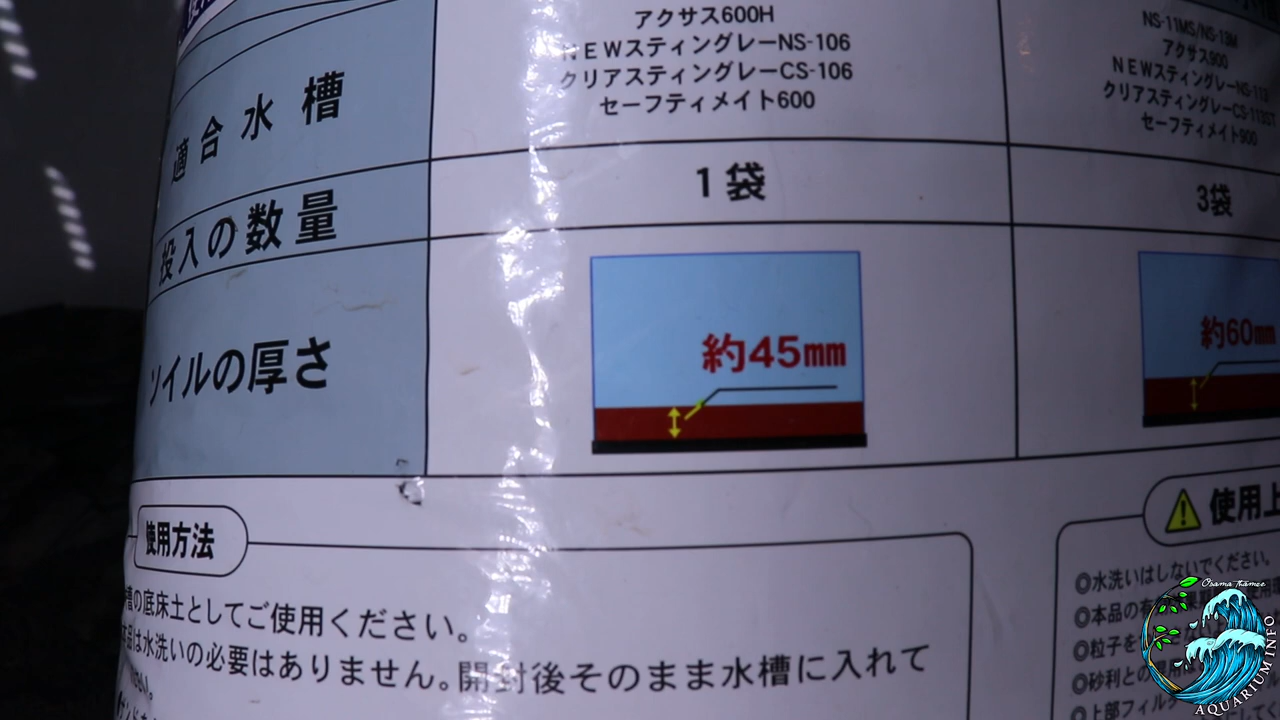 適合水槽
アクサス600H
NEWスティングレーNS-106
クリアスティングレーCS-106
セーフティメイト600
NS-11MS/NS-13M
アクサス900
NEWスティングレーNS-113
クリアスティングレーCS-113ST
セーフティメイト900
投入の数量
1袋
3袋
ソイルの厚さ
約45mm
約60mm
使用方法
槽の底床土としてご使用ください。
品は水洗いの必要はありません。開封後そのまま水槽に入れて
使用上
◎水洗いはしないでください。
◎本品の有
◎粒子を
◎砂利との
◎上部フィル
Osama Thamee
AQUARIUM INFO